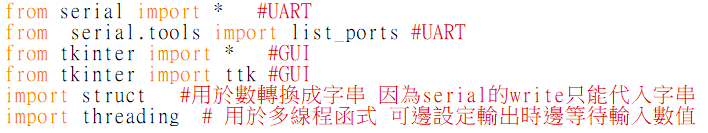 from serial import *   #UART
from  serial.tools import list_ports #UART
from tkinter import *   #GUI
from tkinter import ttk #GUI
import struct   #用於數轉換成字串 因為serial的write只能代入字串
import threading  # 用於多線程函式 可邊設定輸出時邊等待輸入數值